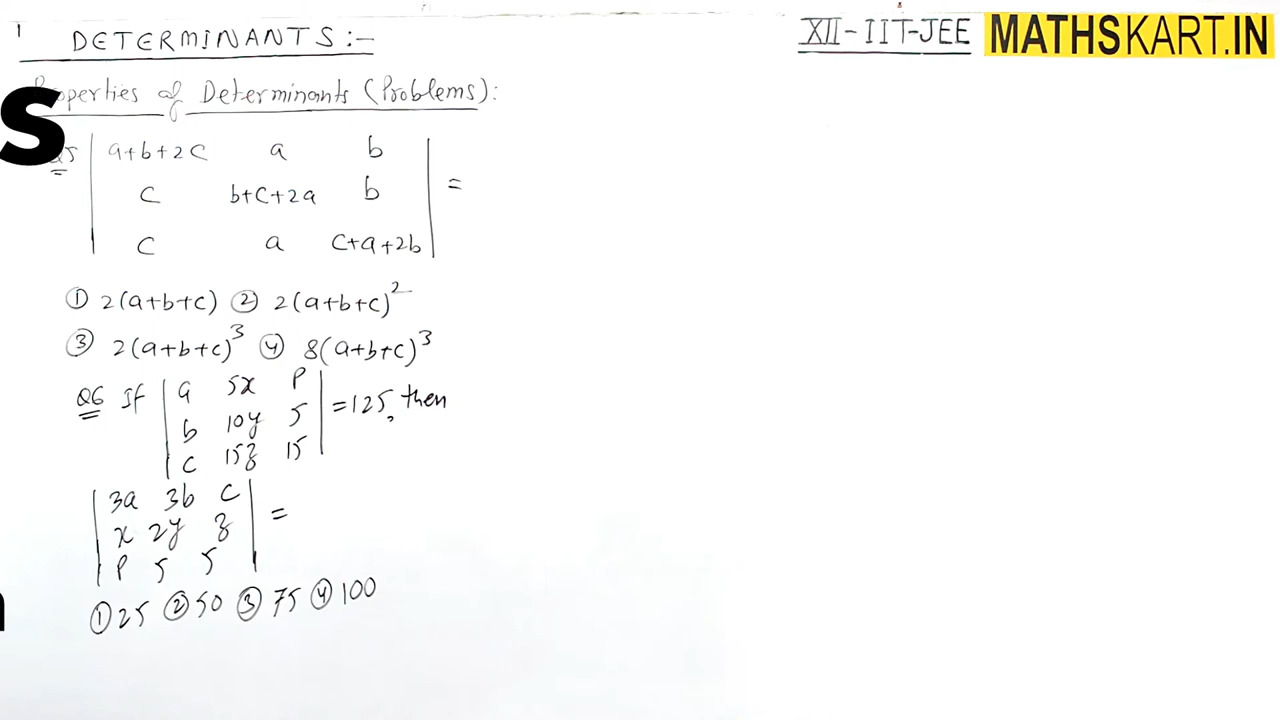 1 DETERMINANTS:-
XII-IIT-JEE MATHSKART.IN
Properties of Determinants (Problems):
S
Q5 | a+b+2c a b |
| c b+c+2a b | =
| c a c+a+2b |
① 2(a+b+c) ② 2(a+b+c)²
③ 2(a+b+c)³ ④ 8(a+b+c)³
Q6 If | a 5x p |
| b 10y 5 | = 125, then
| c 15z 15 |
| 3a 3b c |
| x 2y z | =
| p 5 5 |
① 25 ② 50 ③ 75 ④ 100